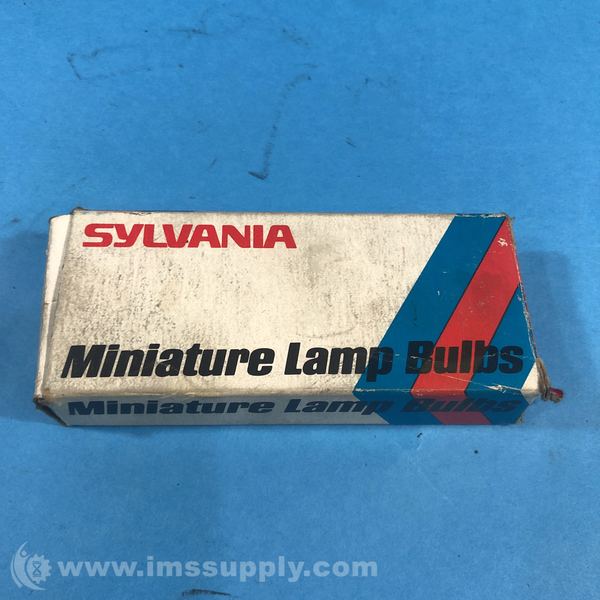 SYLVANIA
Miniature Lamp Bulbs
Miniature Lamp Bulbs
www.imssupply.com